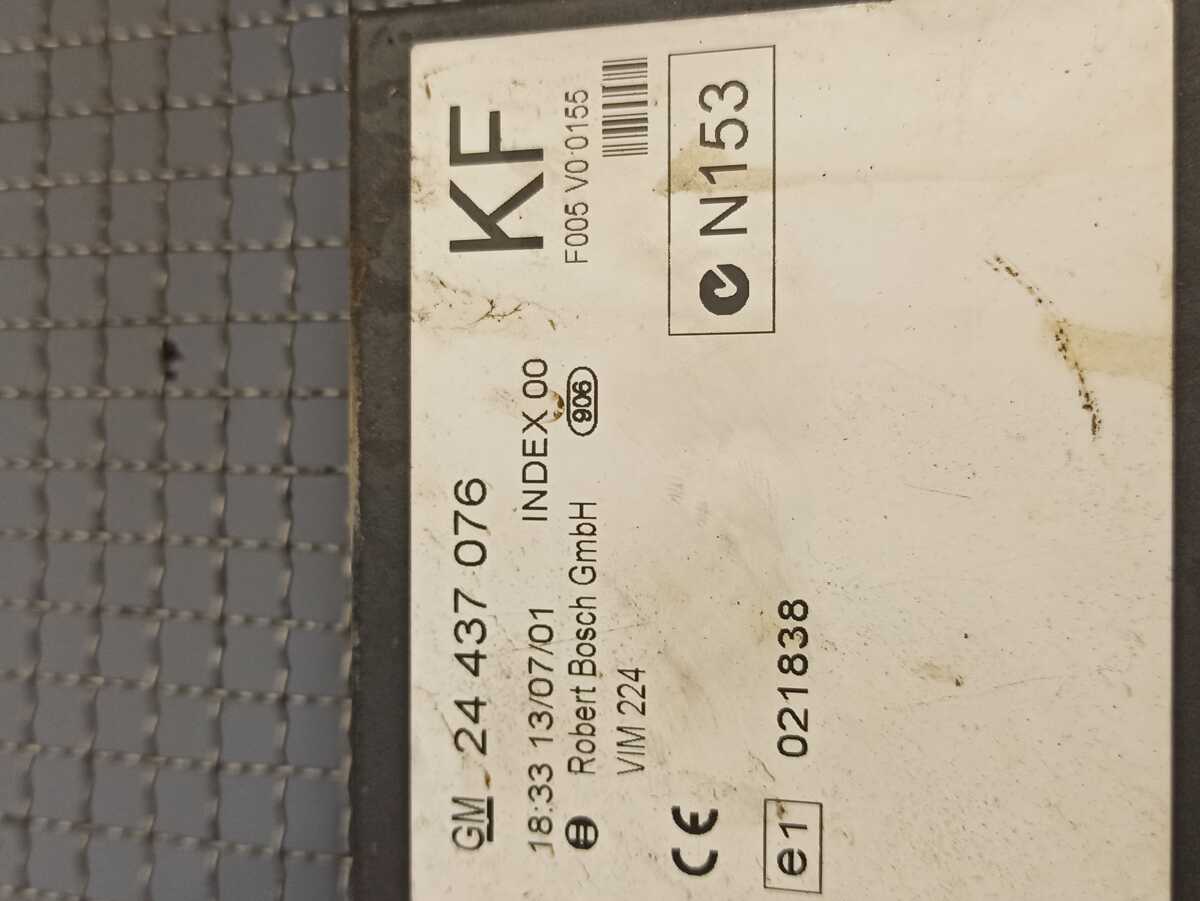 GM 24 437 076
KF
18:33 13/07/01 INDEX 00
Robert Bosch GmbH 906
F005 V0 0155
VIM 224
CE
N153
e1 021838